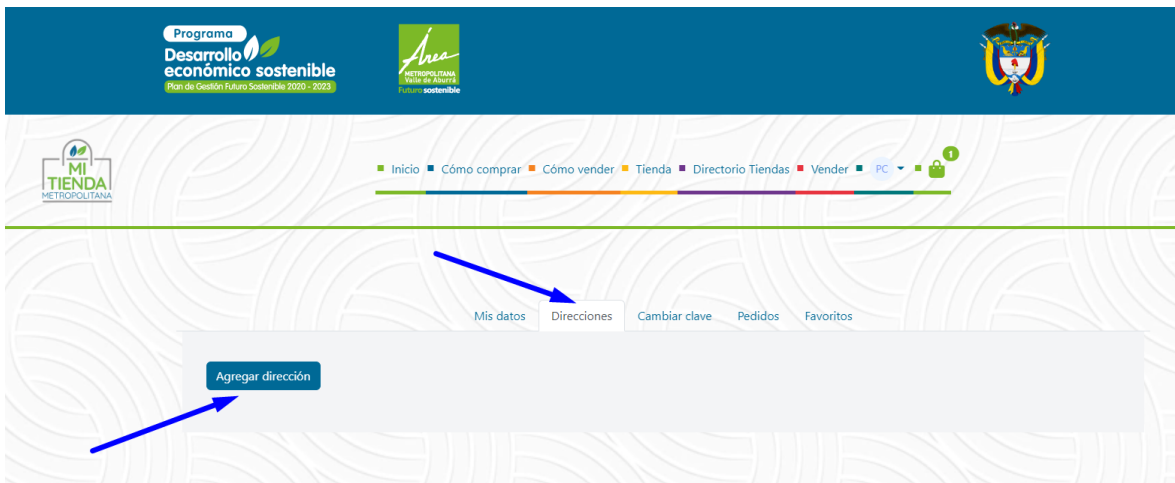 Programa
Desarrollo
económico sostenible
Plan de Gestión Futuro Sostenible 2020 - 2023
Área
METROPOLITANA
Valle de Aburrá
Futuro sostenible
MI
TIENDA
METROPOLITANA
Inicio Cómo comprar Cómo vender Tienda Directorio Tiendas Vender PC 1
Mis datos Direcciones Cambiar clave Pedidos Favoritos
Agregar dirección